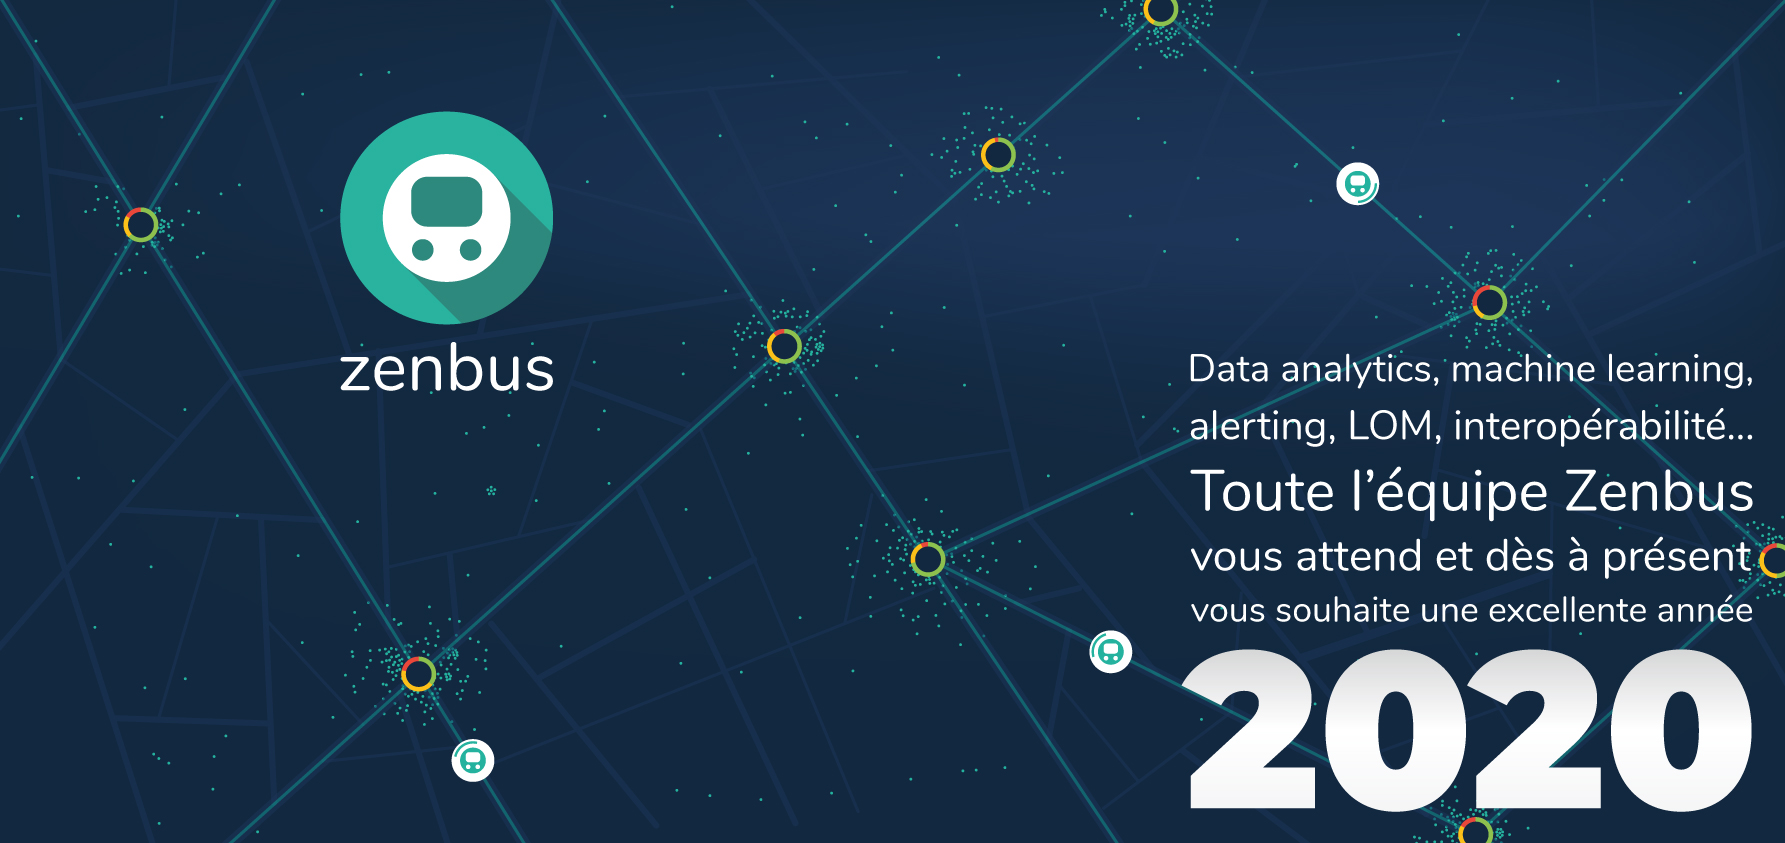 zenbus
Data analytics, machine learning,
alerting, LOM, interopérabilité...
Toute l’équipe Zenbus
vous attend et dès à présent
vous souhaite une excellente année
2020